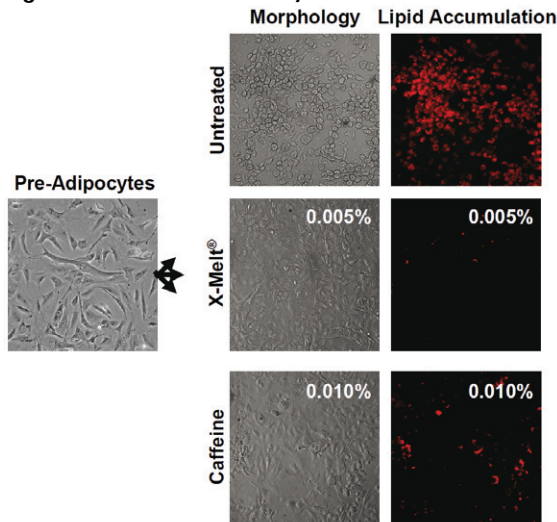 Morphology Lipid Accumulation
Untreated
Pre-Adipocytes
X-Melt®
0.005% 0.005%
Caffeine
0.010% 0.010%